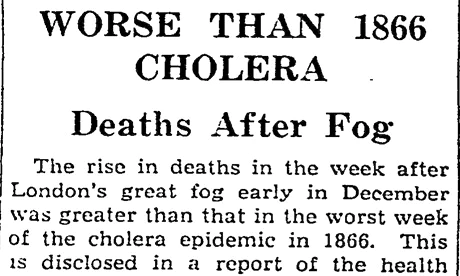 WORSE THAN 1866
CHOLERA
Deaths After Fog
The rise in deaths in the week after
London's great fog early in December
was greater than that in the worst week
of the cholera epidemic in 1866. This
is disclosed in a report of the health